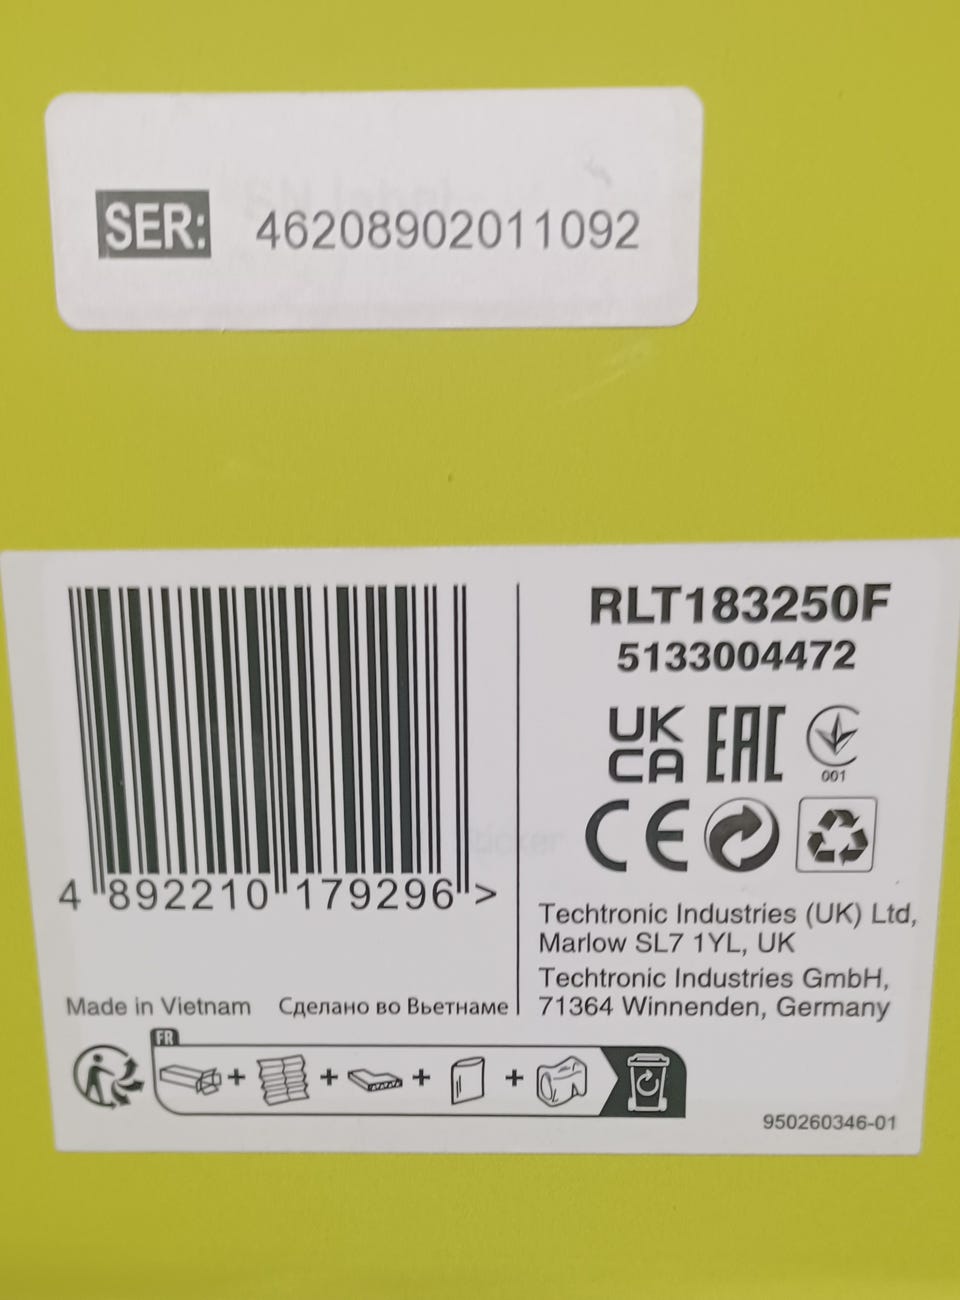 SER: 46208902011092
RLT183250F
5133004472
UK
CA
EAC
001
CE
4 892210 179296 >
Techtronic Industries (UK) Ltd,
Marlow SL7 1YL, UK
Techtronic Industries GmbH,
71364 Winnenden, Germany
Made in Vietnam Сделано во Вьетнаме
FR
+ + + +
950260346-01